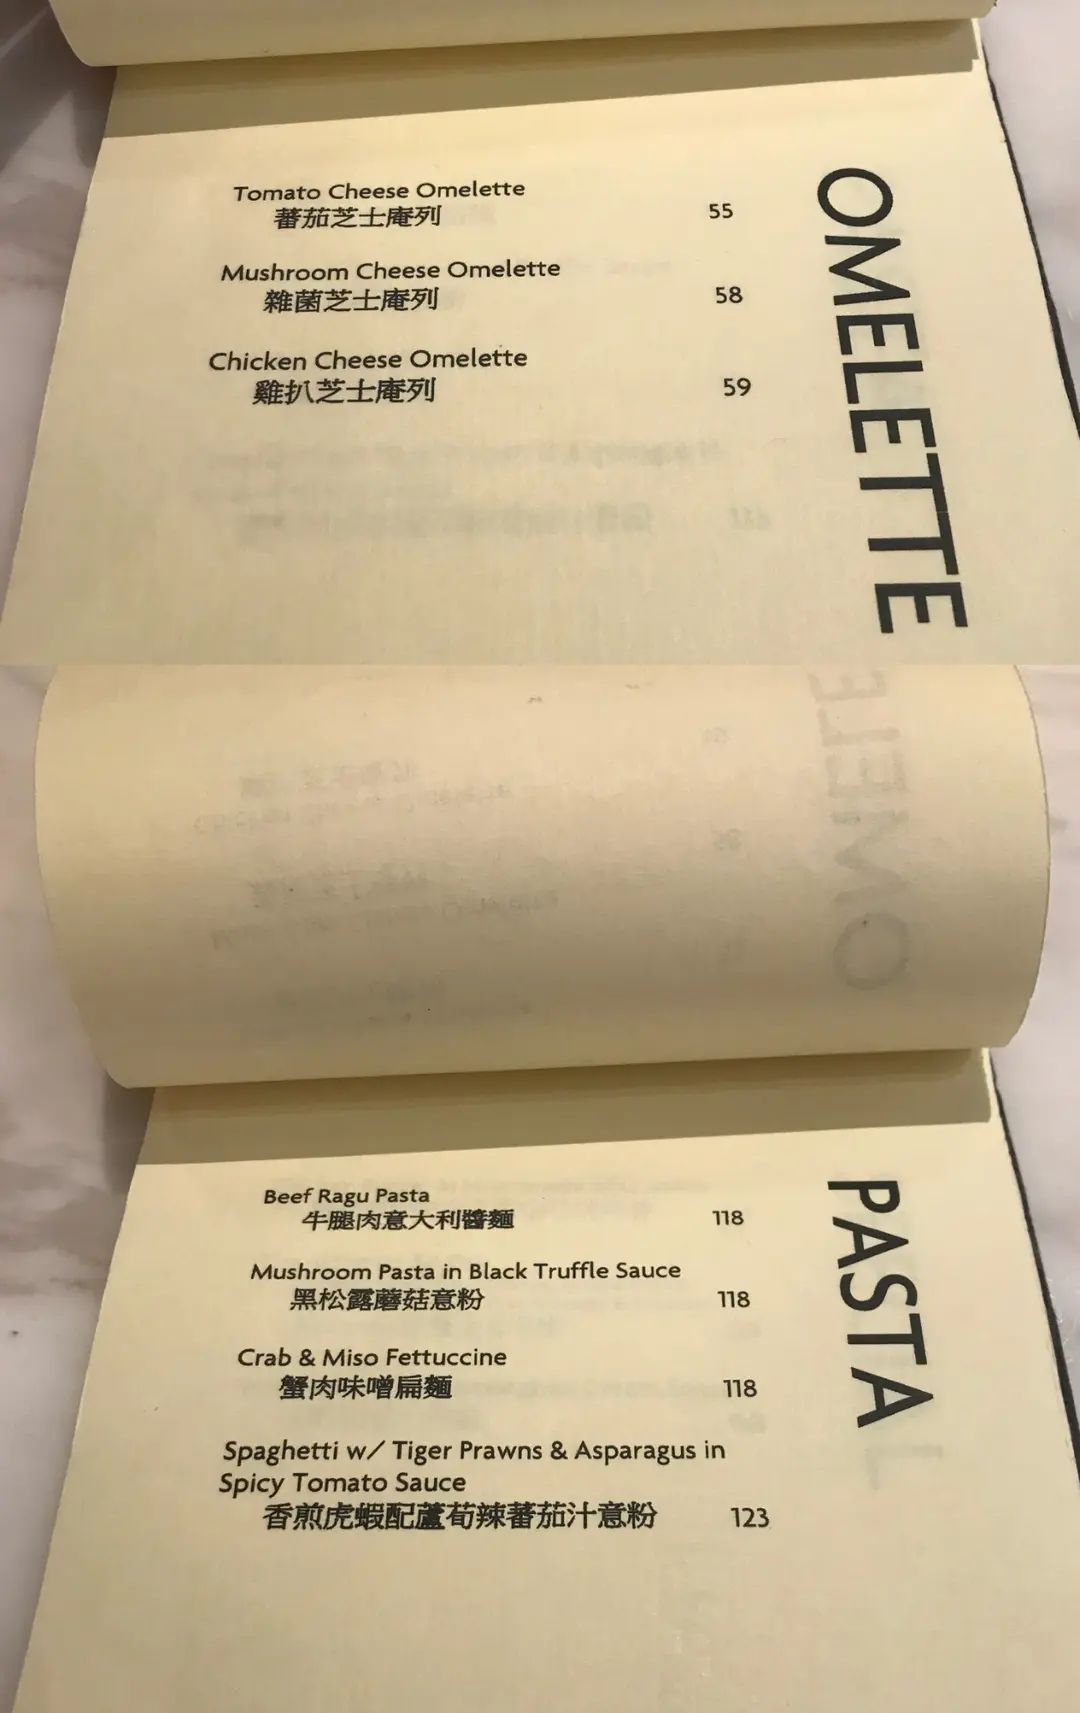 OMELETTE
Tomato Cheese Omelette
蕃茄芝士庵列 55
Mushroom Cheese Omelette
雜菌芝士庵列 58
Chicken Cheese Omelette
雞扒芝士庵列 59
PASTA
Beef Ragu Pasta
牛腿肉意大利醬麵 118
Mushroom Pasta in Black Truffle Sauce
黑松露蘑菇意粉 118
Crab & Miso Fettuccine
蟹肉味噌扁麵 118
Spaghetti w/ Tiger Prawns & Asparagus in
Spicy Tomato Sauce
香煎虎蝦配蘆荀辣蕃茄汁意粉 123